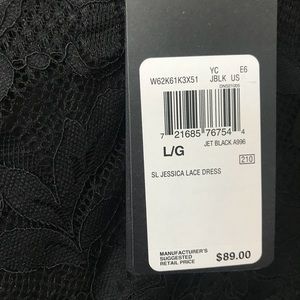 W62K61K3X51 YC E6
JBLK US
7 21685 76754 4
L/G JET BLACK A996
210
SL JESSICA LACE DRESS
MANUFACTURER'S
SUGGESTED
RETAIL PRICE $89.00